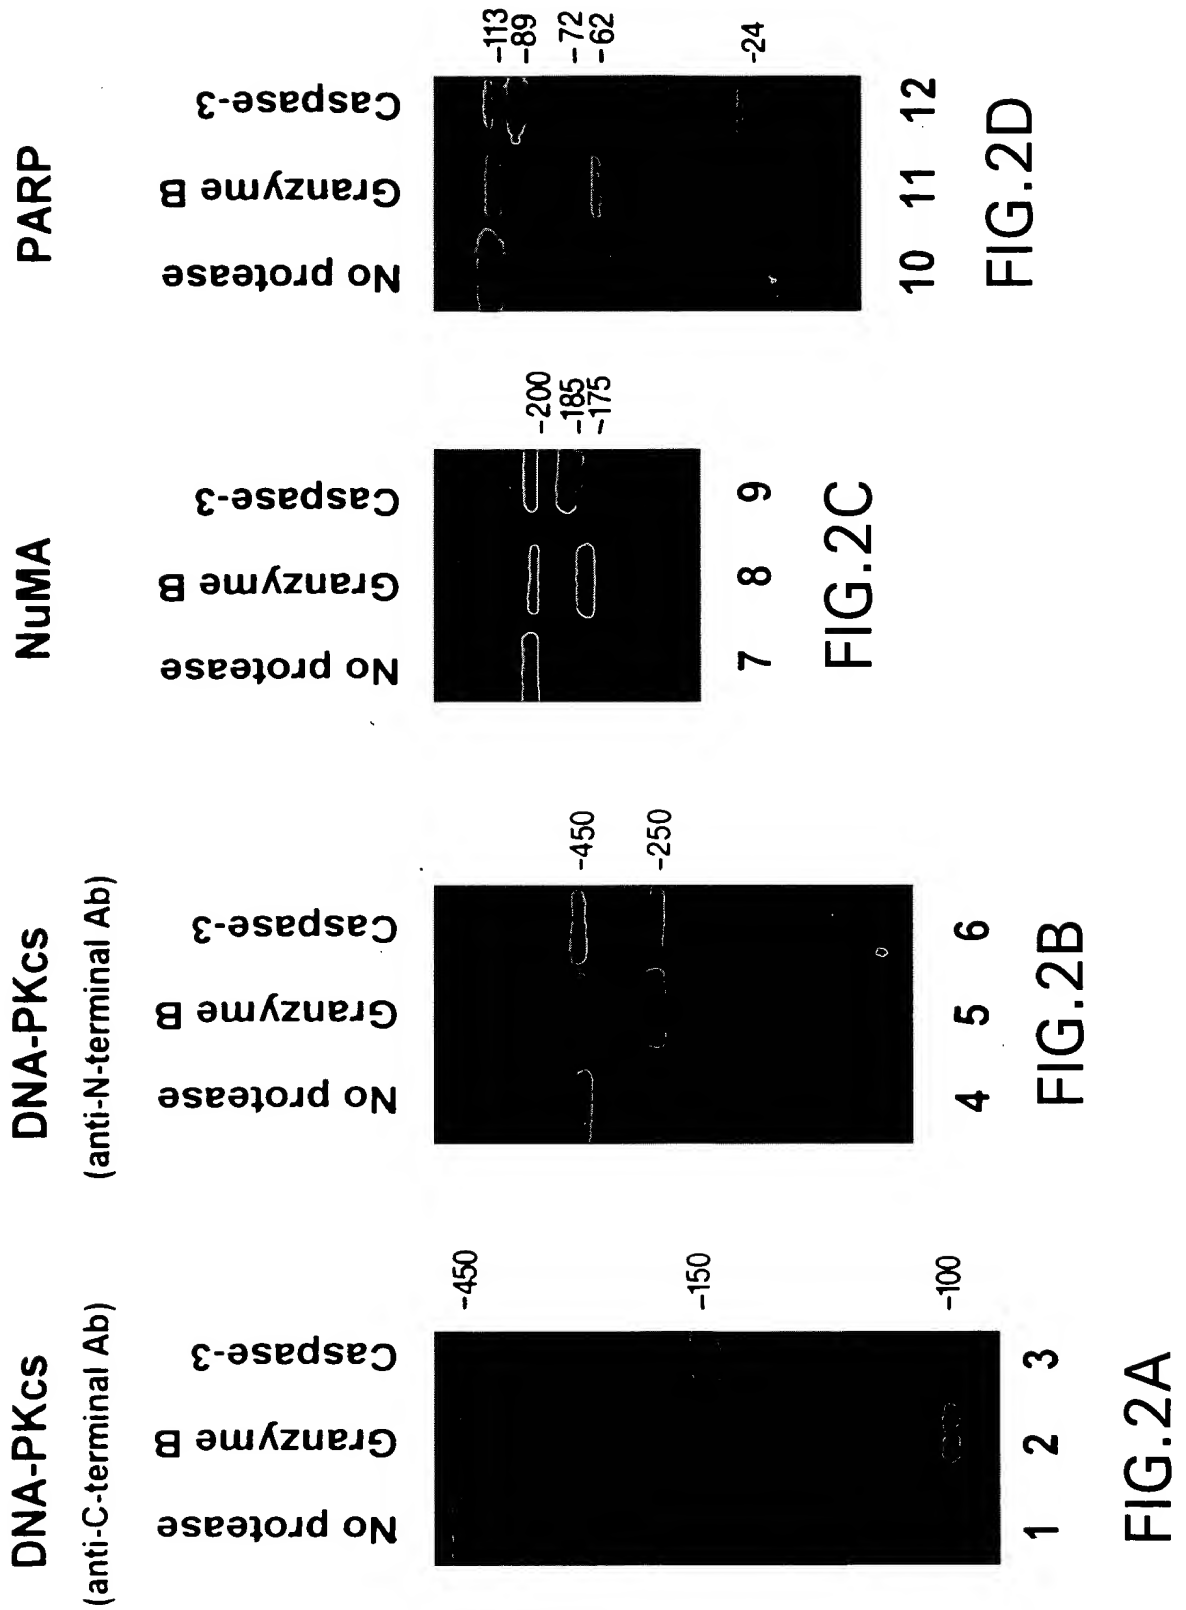 DNA-PKcs
(anti-C-terminal Ab)
No protease
Granzyme B
Caspase-3
-450
-150
-100
1 2 3
FIG.2A
DNA-PKcs
(anti-N-terminal Ab)
No protease
Granzyme B
Caspase-3
-450
-250
4 5 6
FIG.2B
NuMA
No protease
Granzyme B
Caspase-3
-200
-185
-175
7 8 9
FIG.2C
PARP
No protease
Granzyme B
Caspase-3
-113
-89
-72
-62
-24
10 11 12
FIG.2D